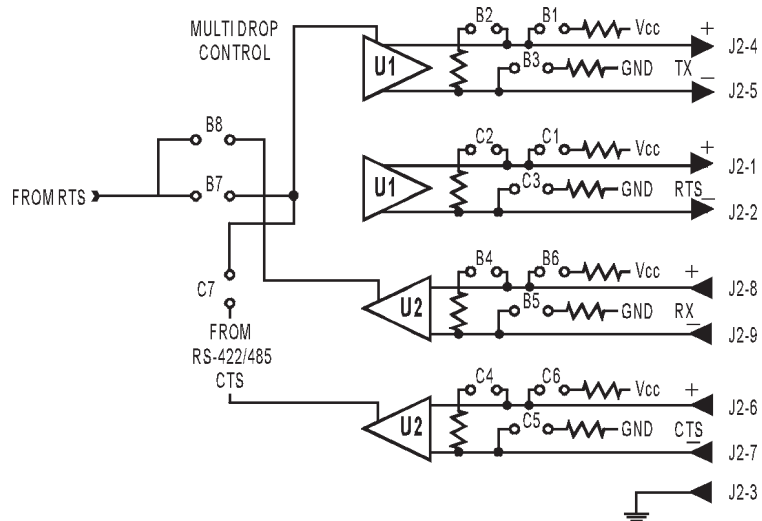 MULTIDROP
CONTROL
B2 B1
Vcc + J2-4
U1
B3 GND TX
− J2-5
B8
C2 C1
Vcc + J2-1
B7
FROM RTS
U1
C3 GND RTS
− J2-2
B4 B6
Vcc + J2-8
C7
U2
B5 GND RX
− J2-9
FROM
RS-422/485
CTS
C4 C6
Vcc + J2-6
U2
C5 GND CTS
− J2-7
J2-3